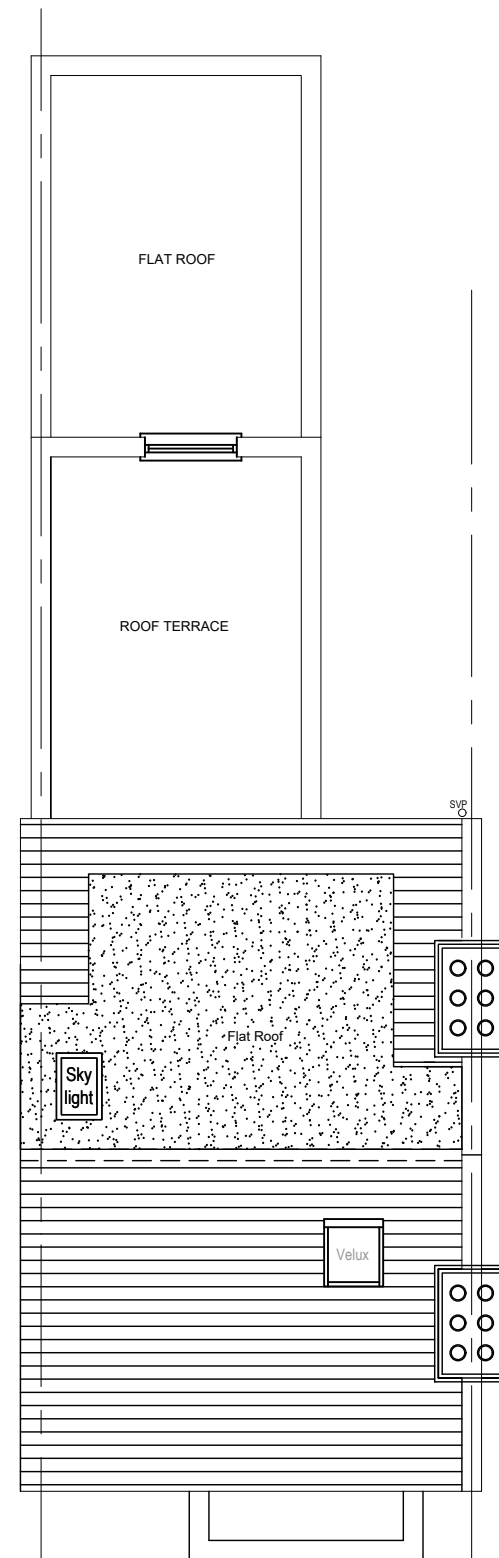 FLAT ROOF
ROOF TERRACE
SVP
Flat Roof
Sky
light
Velux